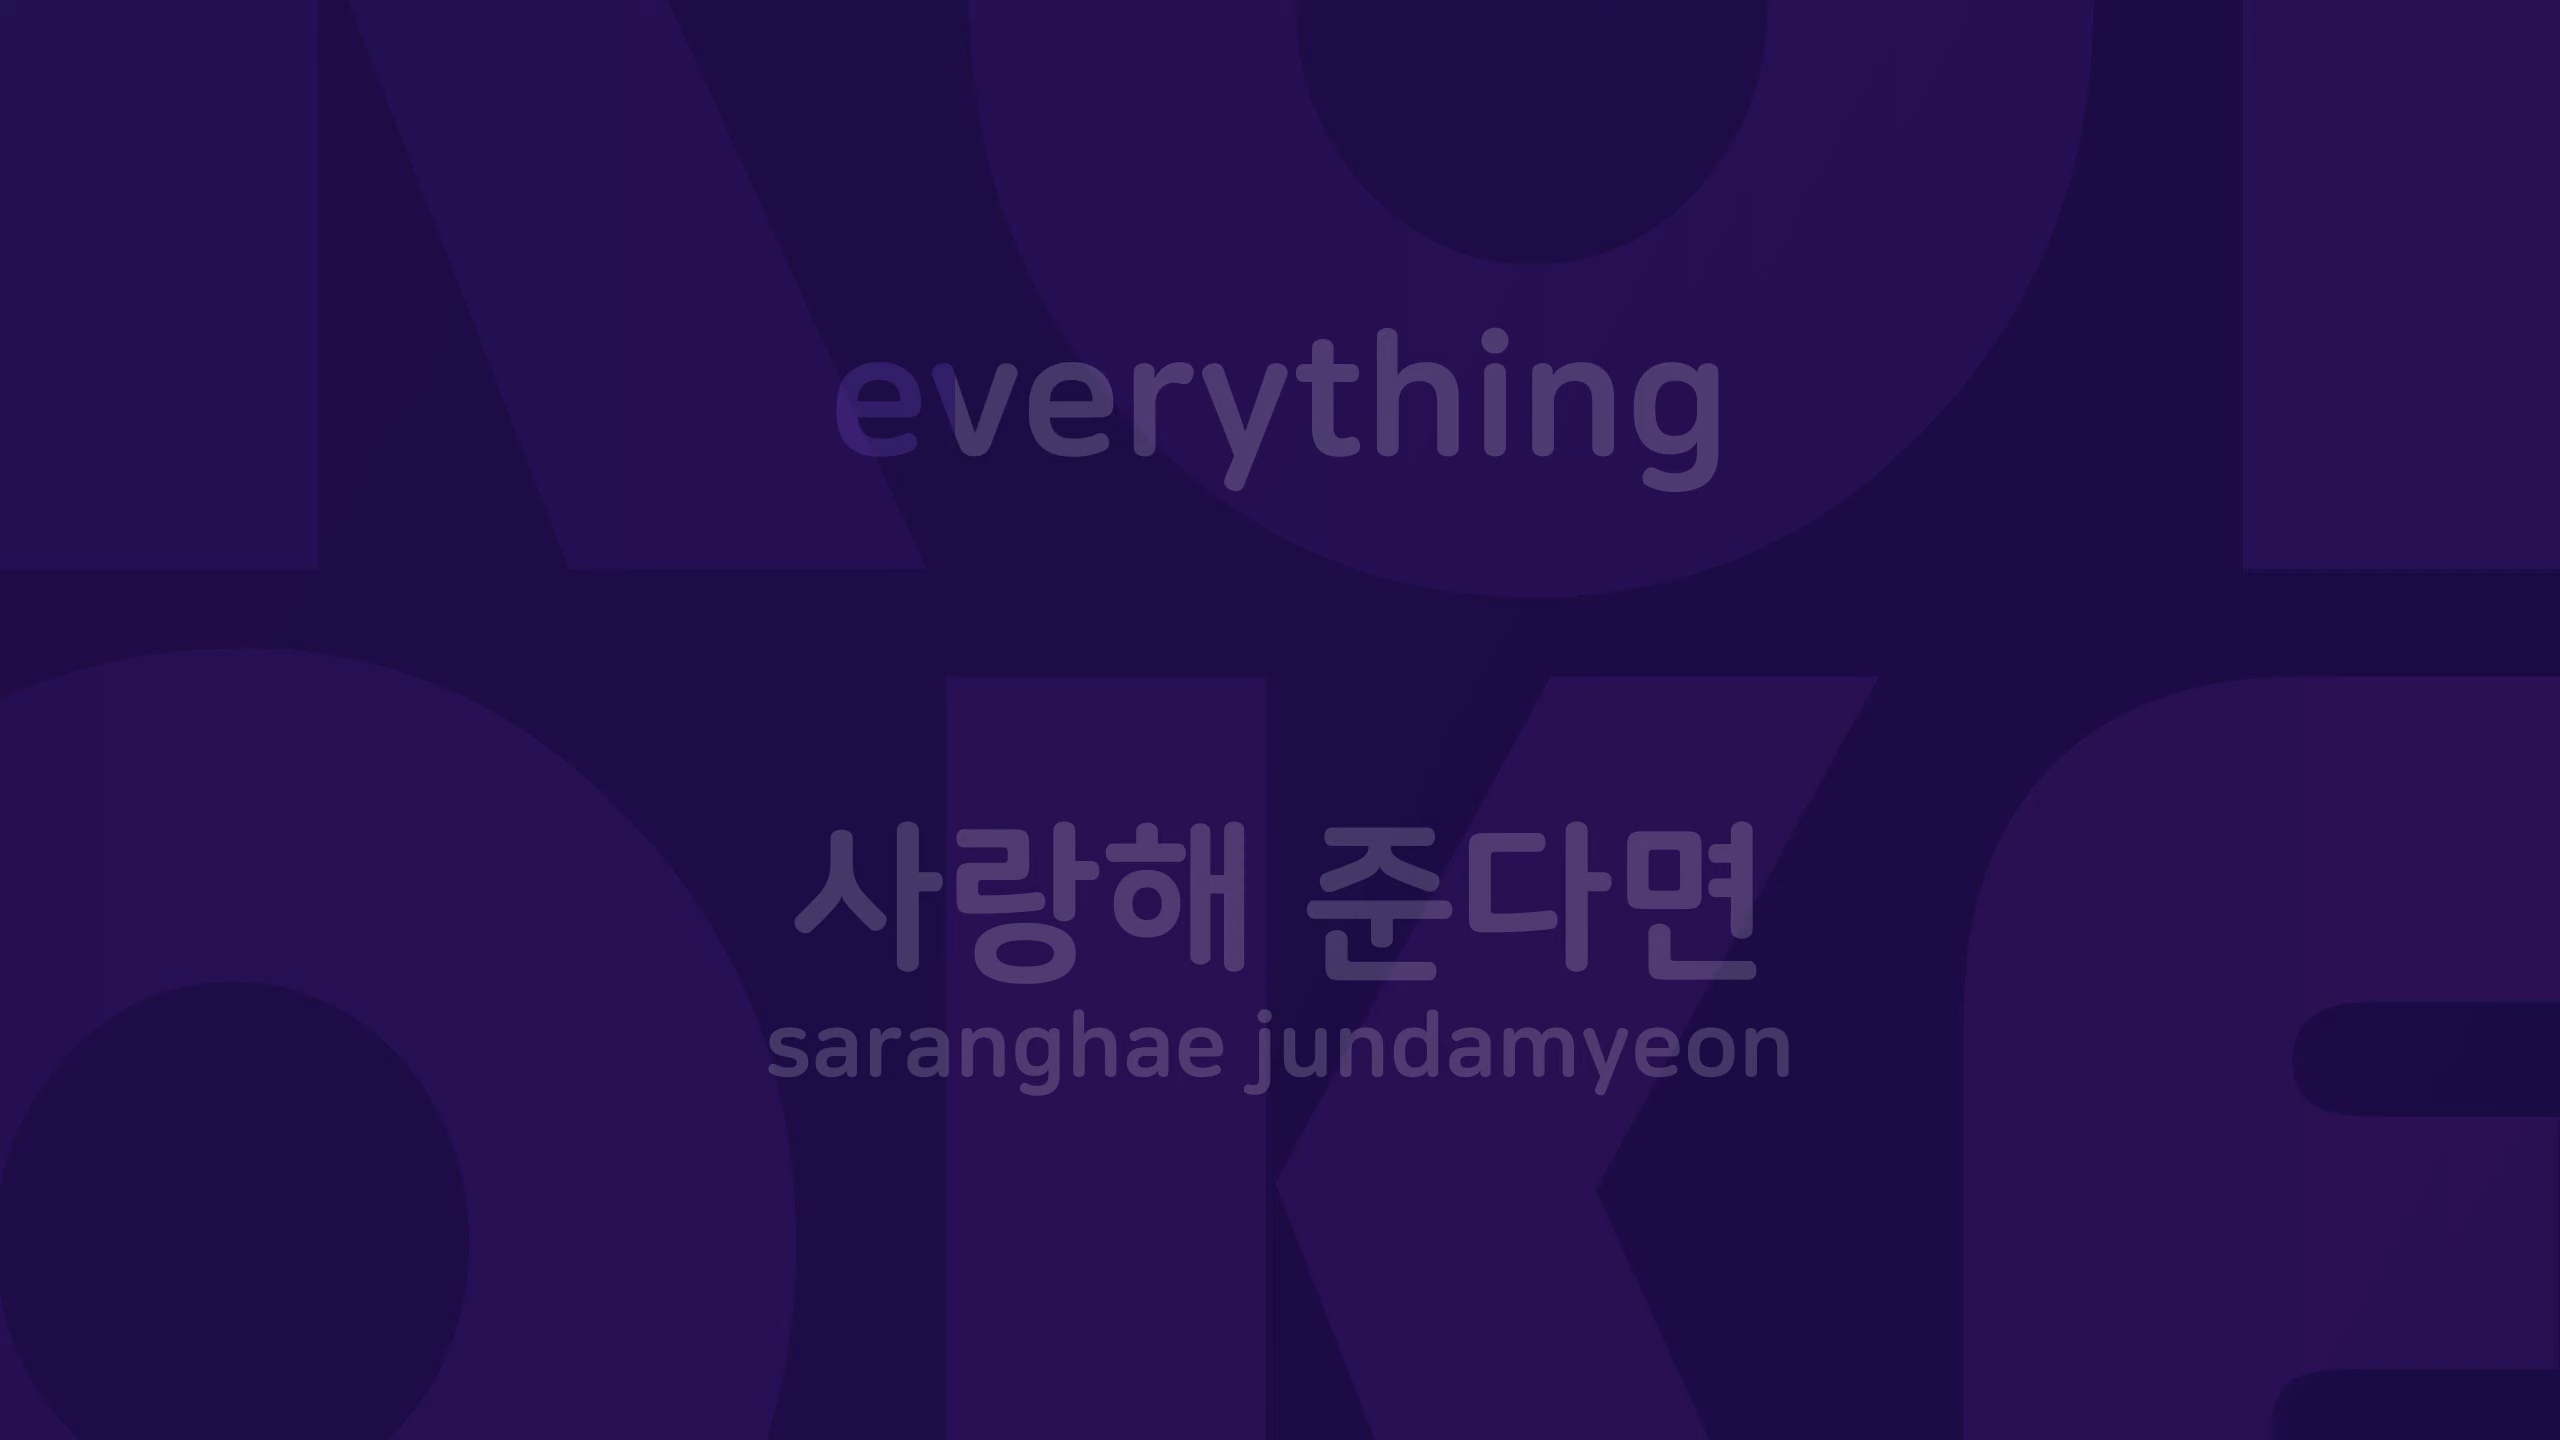 everything
사랑해 준다면
saranghae jundamyeon